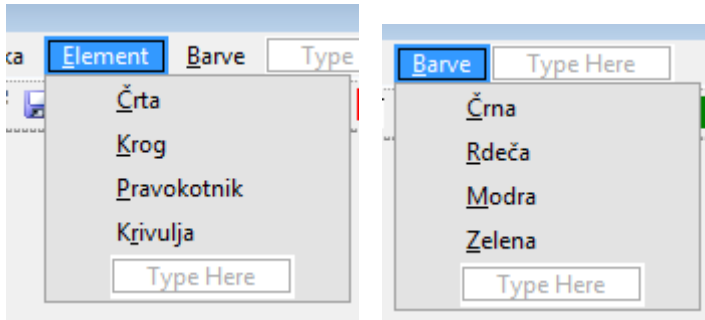 ka Element Barve Type
Črta
Krog
Pravokotnik
Krivulja
Type Here
Barve Type Here
Črna
Rdeča
Modra
Zelena
Type Here